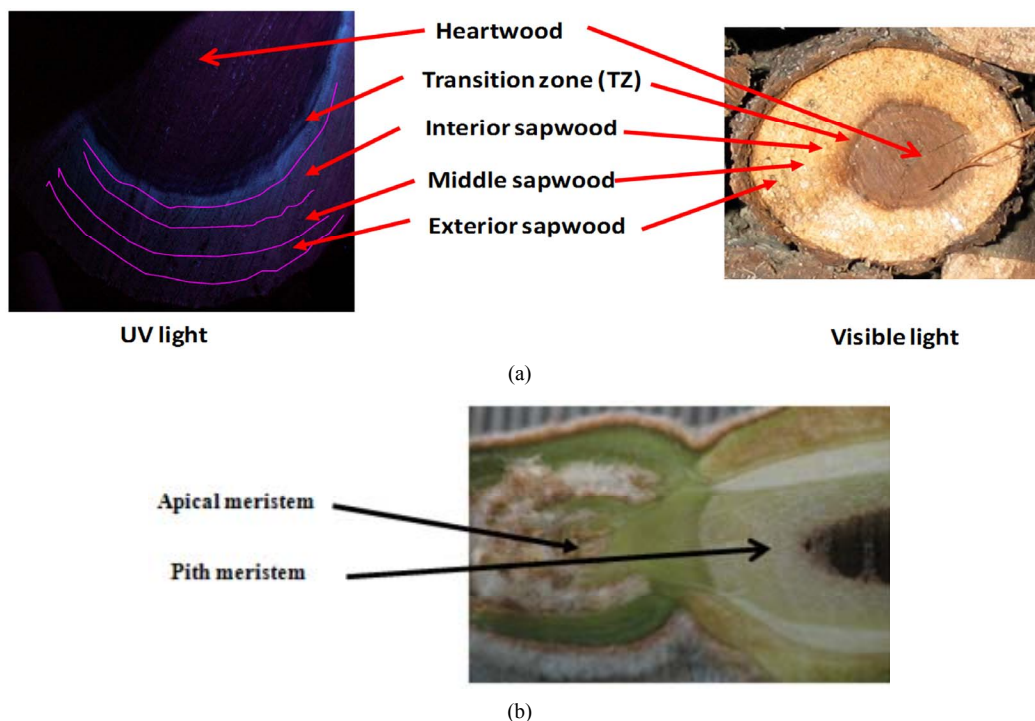 Heartwood
Transition zone (TZ)
Interior sapwood
Middle sapwood
Exterior sapwood
UV light
Visible light
(a)
Apical meristem
Pith meristem
(b)